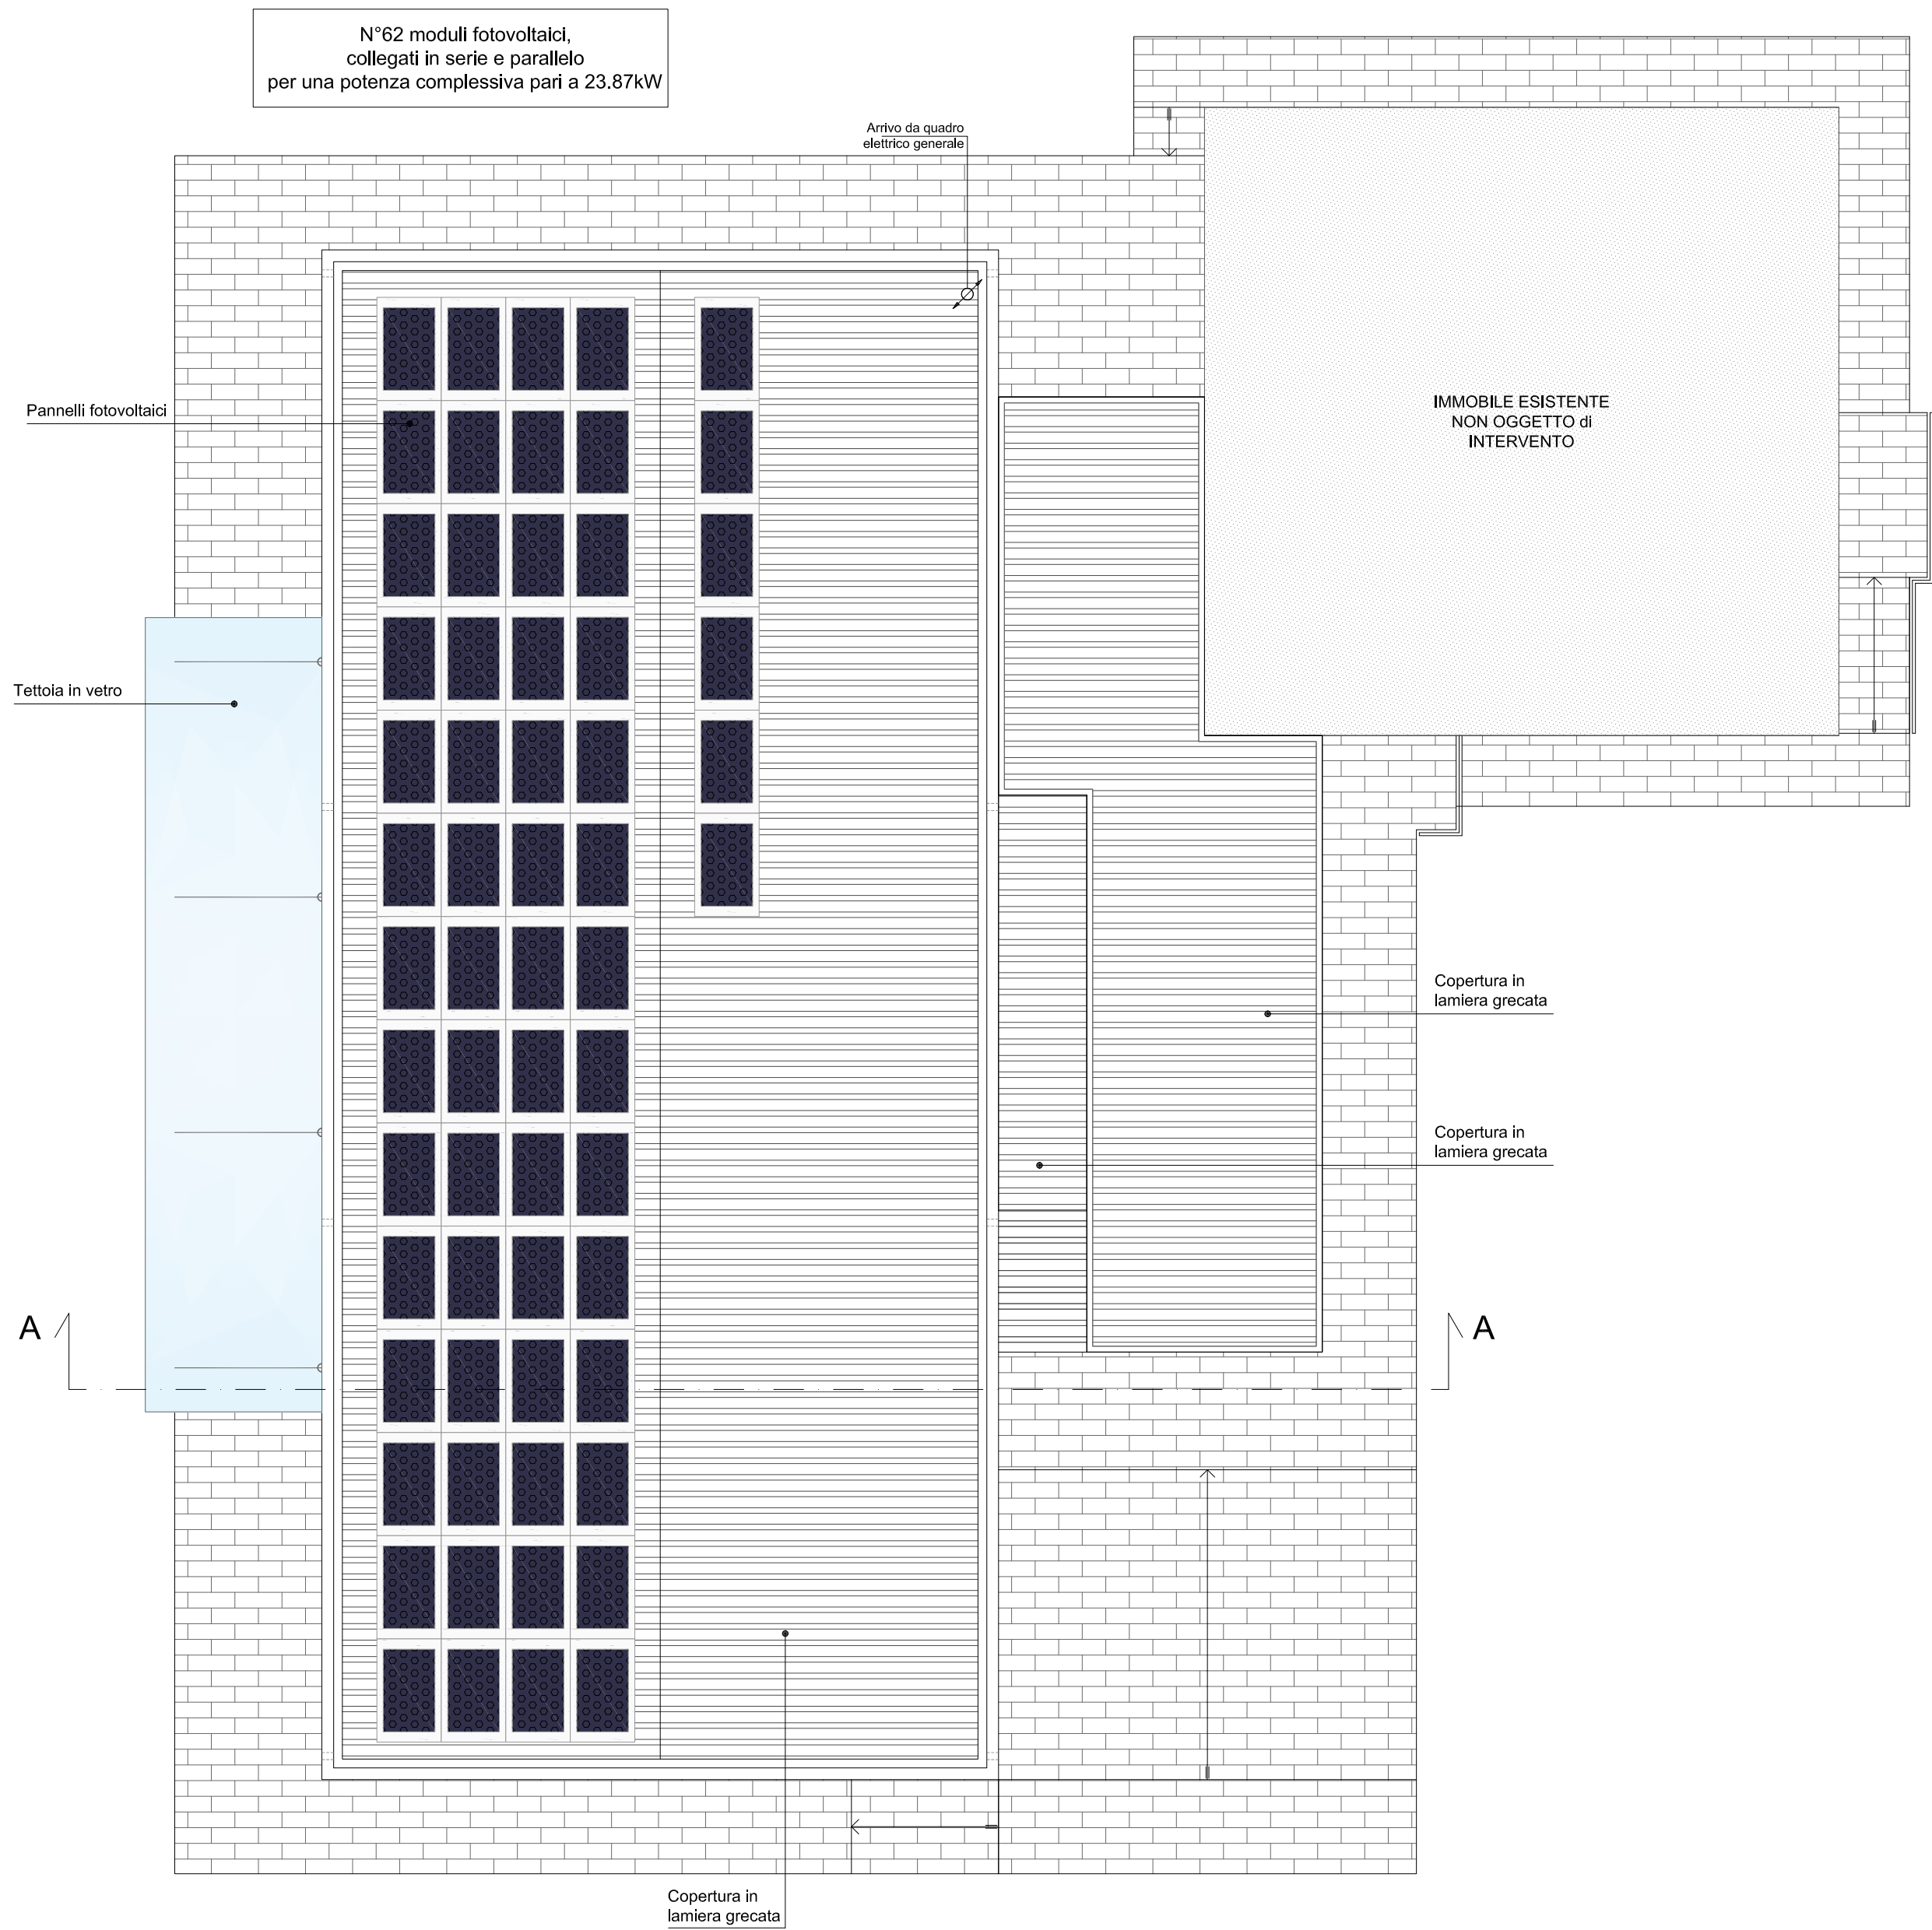 N°62 moduli fotovoltaici,
collegati in serie e parallelo
per una potenza complessiva pari a 23.87kW
Arrivo da quadro
elettrico generale
Pannelli fotovoltaici
IMMOBILE ESISTENTE
NON OGGETTO di
INTERVENTO
Tettoia in vetro
Copertura in
lamiera grecata
Copertura in
lamiera grecata
A
A
Copertura in
lamiera grecata